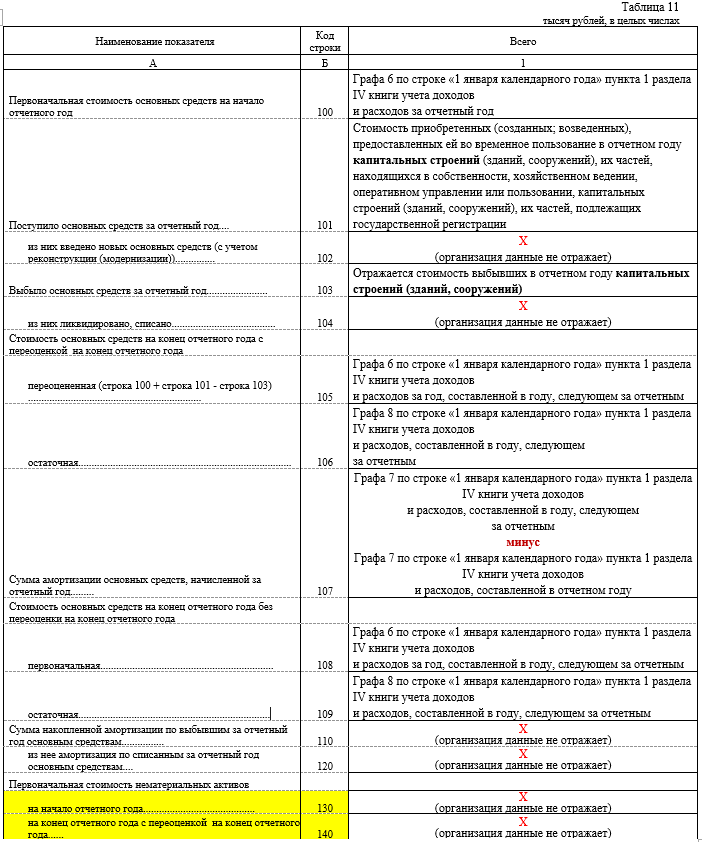 Таблица 11
тысяч рублей, в целых числах
Наименование показателя
Код
строки
Всего
А
Б
1
Первоначальная стоимость основных средств на начало
отчетного год
100
Графа 6 по строке «1 января календарного года» пункта 1 раздела
IV книги учета доходов
и расходов за отчетный год
Поступило основных средств за отчетный год....
101
Стоимость приобретенных (созданных; возведенных),
предоставленных ей во временное пользование в отчетном году
капитальных строений (зданий, сооружений), их частей,
находящихся в собственности, хозяйственном ведении,
оперативном управлении или пользовании, капитальных
строений (зданий, сооружений), их частей, подлежащих
государственной регистрации
из них введено новых основных средств (с учетом
реконструкции (модернизации))...............
102
Х
(организация данные не отражает)
Выбыло основных средств за отчетный год.......................
103
Отражается стоимость выбывших в отчетном году капитальных
строений (зданий, сооружений)
из них ликвидировано, списано.......................................
104
Х
(организация данные не отражает)
Стоимость основных средств на конец отчетного года с
переоценкой на конец отчетного года
переоцененная (строка 100 + строка 101 - строка 103)
.................................................................
105
Графа 6 по строке «1 января календарного года» пункта 1 раздела
IV книги учета доходов
и расходов за год, составленной в году, следующем за отчетным
остаточная................................................................................
106
Графа 8 по строке «1 января календарного года» пункта 1 раздела
IV книги учета доходов
и расходов, составленной в году, следующем
за отчетным
Сумма амортизации основных средств, начисленной за
отчетный год.........
107
Графа 7 по строке «1 января календарного года» пункта 1 раздела
IV книги учета доходов
и расходов, составленной в году, следующем
за отчетным
минус
Графа 7 по строке «1 января календарного года» пункта 1 раздела
IV книги учета доходов
и расходов, составленной в отчетном году
Стоимость основных средств на конец отчетного года без
переоценки на конец отчетного года
первоначальная.................................................................
108
Графа 6 по строке «1 января календарного года» пункта 1 раздела
IV книги учета доходов
и расходов за год, составленной в году, следующем за отчетным
остаточная........................................................................
109
Графа 8 по строке «1 января календарного года» пункта 1 раздела
IV книги учета доходов
и расходов, составленной в году, следующем за отчетным
Сумма накопленной амортизации по выбывшим за отчетный
год основным средствам................
110
Х
(организация данные не отражает)
из нее амортизация по списанным за отчетный год
основным средствам....
120
Х
(организация данные не отражает)
Первоначальная стоимость нематериальных активов
на начало отчетного года..........................................
130
Х
(организация данные не отражает)
на конец отчетного года с переоценкой на конец отчетного
года......
140
Х
(организация данные не отражает)